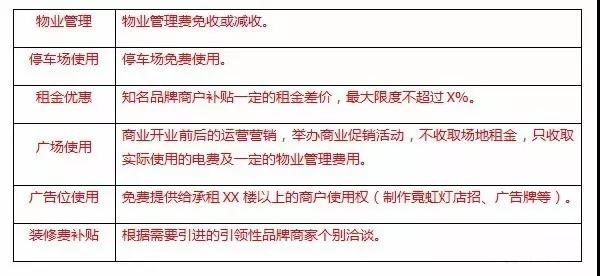 物业管理 物业管理费免收或减收。
停车场使用 停车场免费使用。
租金优惠 知名品牌商户补贴一定的租金差价，最大限度不超过X%。
广场使用 商业开业前后的运营营销，举办商业促销活动，不收取场地租金，只收取
实际使用的电费及一定的物业管理费用。
广告位使用 免费提供给承租XX楼以上的商户使用权（制作霓虹灯店招、广告牌等）。
装修费补贴 根据需要引进的引领性品牌商家个别洽谈。